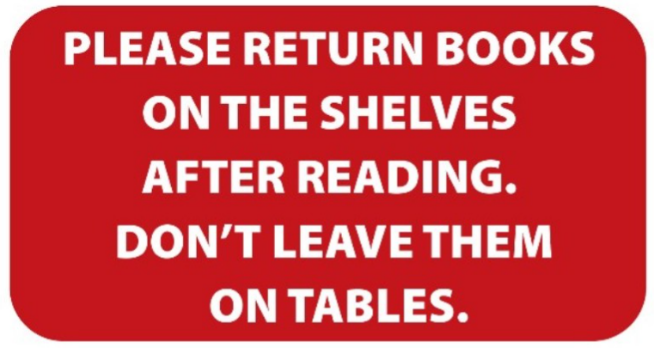 PLEASE RETURN BOOKS
ON THE SHELVES
AFTER READING.
DON'T LEAVE THEM
ON TABLES.